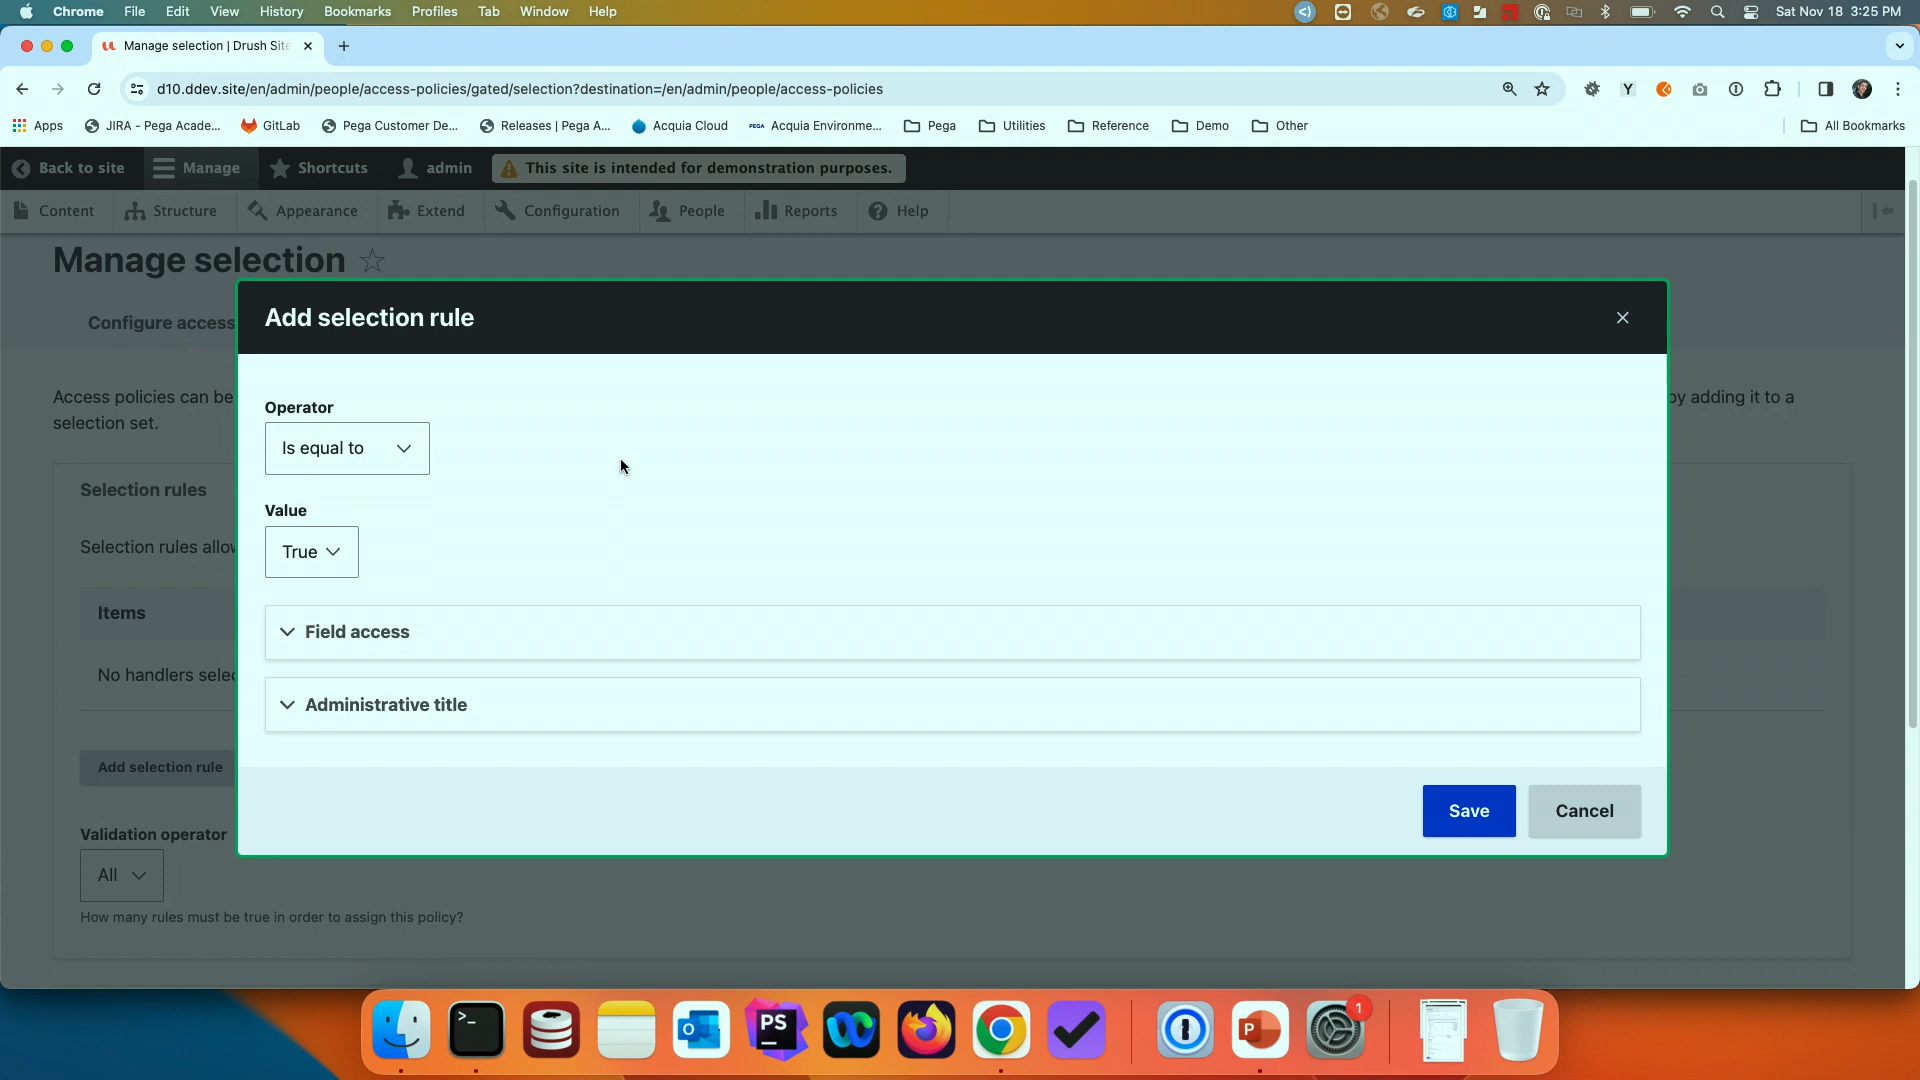 Chrome File Edit View History Bookmarks Profiles Tab Window Help Sat Nov 18 3:25 PM
Manage selection | Drush Site
d10.ddev.site/en/admin/people/access-policies/gated/selection?destination=/en/admin/people/access-policies
Apps JIRA - Pega Acade... GitLab Pega Customer De... Releases | Pega A... Acquia Cloud PEGA Acquia Environme... Pega Utilities Reference Demo Other All Bookmarks
Back to site Manage Shortcuts admin This site is intended for demonstration purposes.
Content Structure Appearance Extend Configuration People Reports Help
Manage selection
Configure access
Add selection rule
Access policies can be by adding it to a
selection set.
Operator
Is equal to
Selection rules
Value
Selection rules allow
True
Items
Field access
No handlers selec
Administrative title
Add selection rule
Save Cancel
Validation operator
All
How many rules must be true in order to assign this policy?
>_ PS P 1